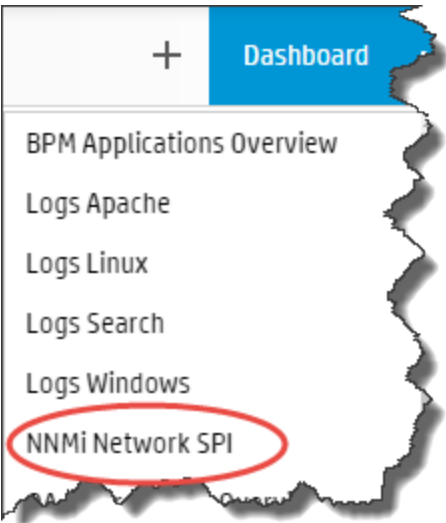 + Dashboard
BPM Applications Overview
Logs Apache
Logs Linux
Logs Search
Logs Windows
NNMi Network SPI